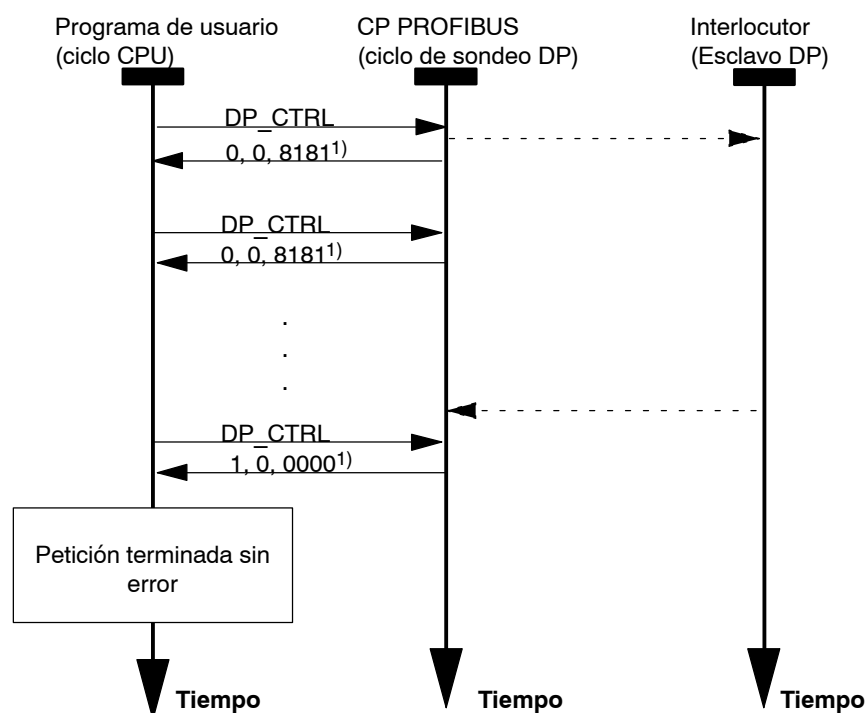 Programa de usuario
(ciclo CPU)
CP PROFIBUS
(ciclo de sondeo DP)
Interlocutor
(Esclavo DP)
DP_CTRL
0, 0, 8181¹⁾
DP_CTRL
0, 0, 8181¹⁾
.
.
.
DP_CTRL
1, 0, 0000¹⁾
Petición terminada sin
error
Tiempo
Tiempo
Tiempo